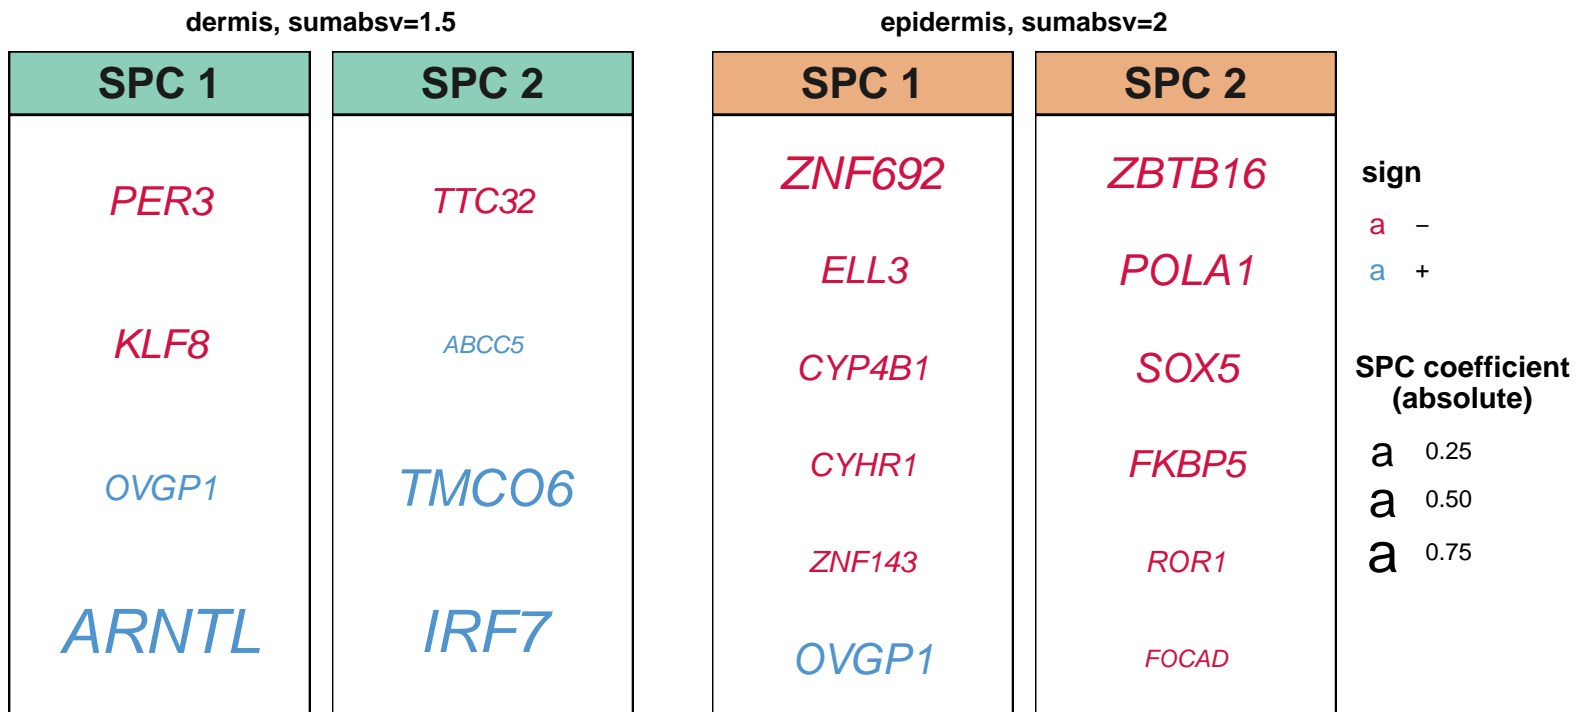 dermis, sumabsv=1.5
epidermis, sumabsv=2
SPC 1
SPC 2
SPC 1
SPC 2
PER3
KLF8
OVGP1
ARNTL
TTC32
ABCC5
TMCO6
IRF7
ZNF692
ELL3
CYP4B1
CYHR1
ZNF143
OVGP1
ZBTB16
POLA1
SOX5
FKBP5
ROR1
FOCAD
sign
a −
a +
SPC coefficient
(absolute)
a 0.25
a 0.50
a 0.75